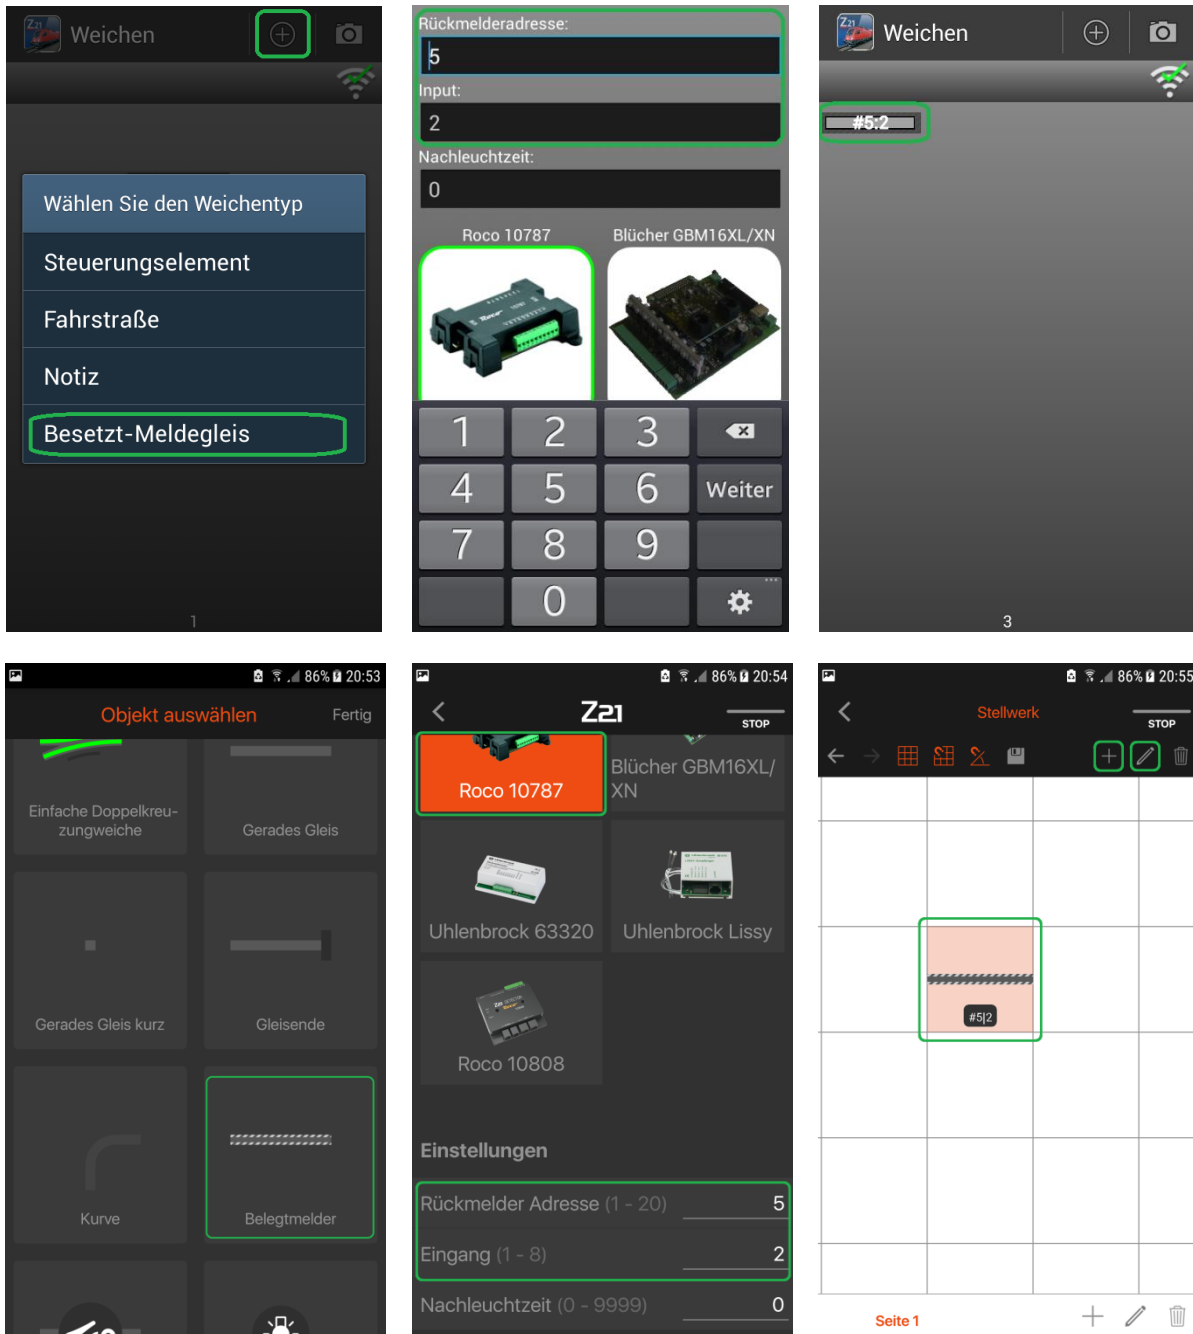 Z21 Weichen
Wählen Sie den Weichentyp
Steuerungselement
Fahrstraße
Notiz
Besetzt-Meldegleis
1
Rückmelderadresse:
5
Input:
2
Nachleuchtzeit:
0
Roco 10787
Blücher GBM16XL/XN
1 2 3
4 5 6 Weiter
7 8 9
0
Z21 Weichen
#5:2
3
86% 20:53
Objekt auswählen Fertig
Einfache Doppelkreu-
zungweiche
Gerades Gleis
Gerades Gleis kurz
Gleisende
Kurve
Belegtmelder
86% 20:54
Z21
STOP
Roco 10787
Blücher GBM16XL/
XN
Uhlenbrock 63320
Uhlenbrock Lissy
Roco 10808
Einstellungen
Rückmelder Adresse (1 - 20) 5
Eingang (1 - 8) 2
Nachleuchtzeit (0 - 9999) 0
86% 20:55
Stellwerk
STOP
#5|2
Seite 1